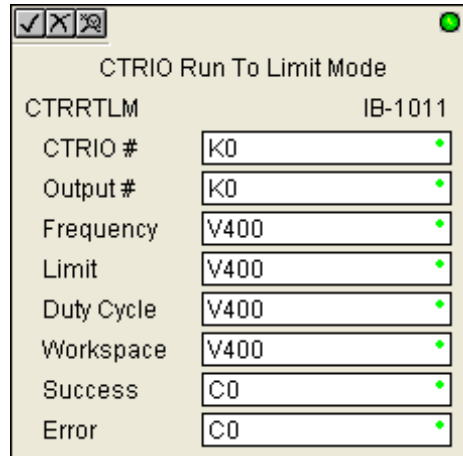 CTRIO Run To Limit Mode
CTRRTLM IB-1011
CTRIO # K0
Output # K0
Frequency V400
Limit V400
Duty Cycle V400
Workspace V400
Success C0
Error C0